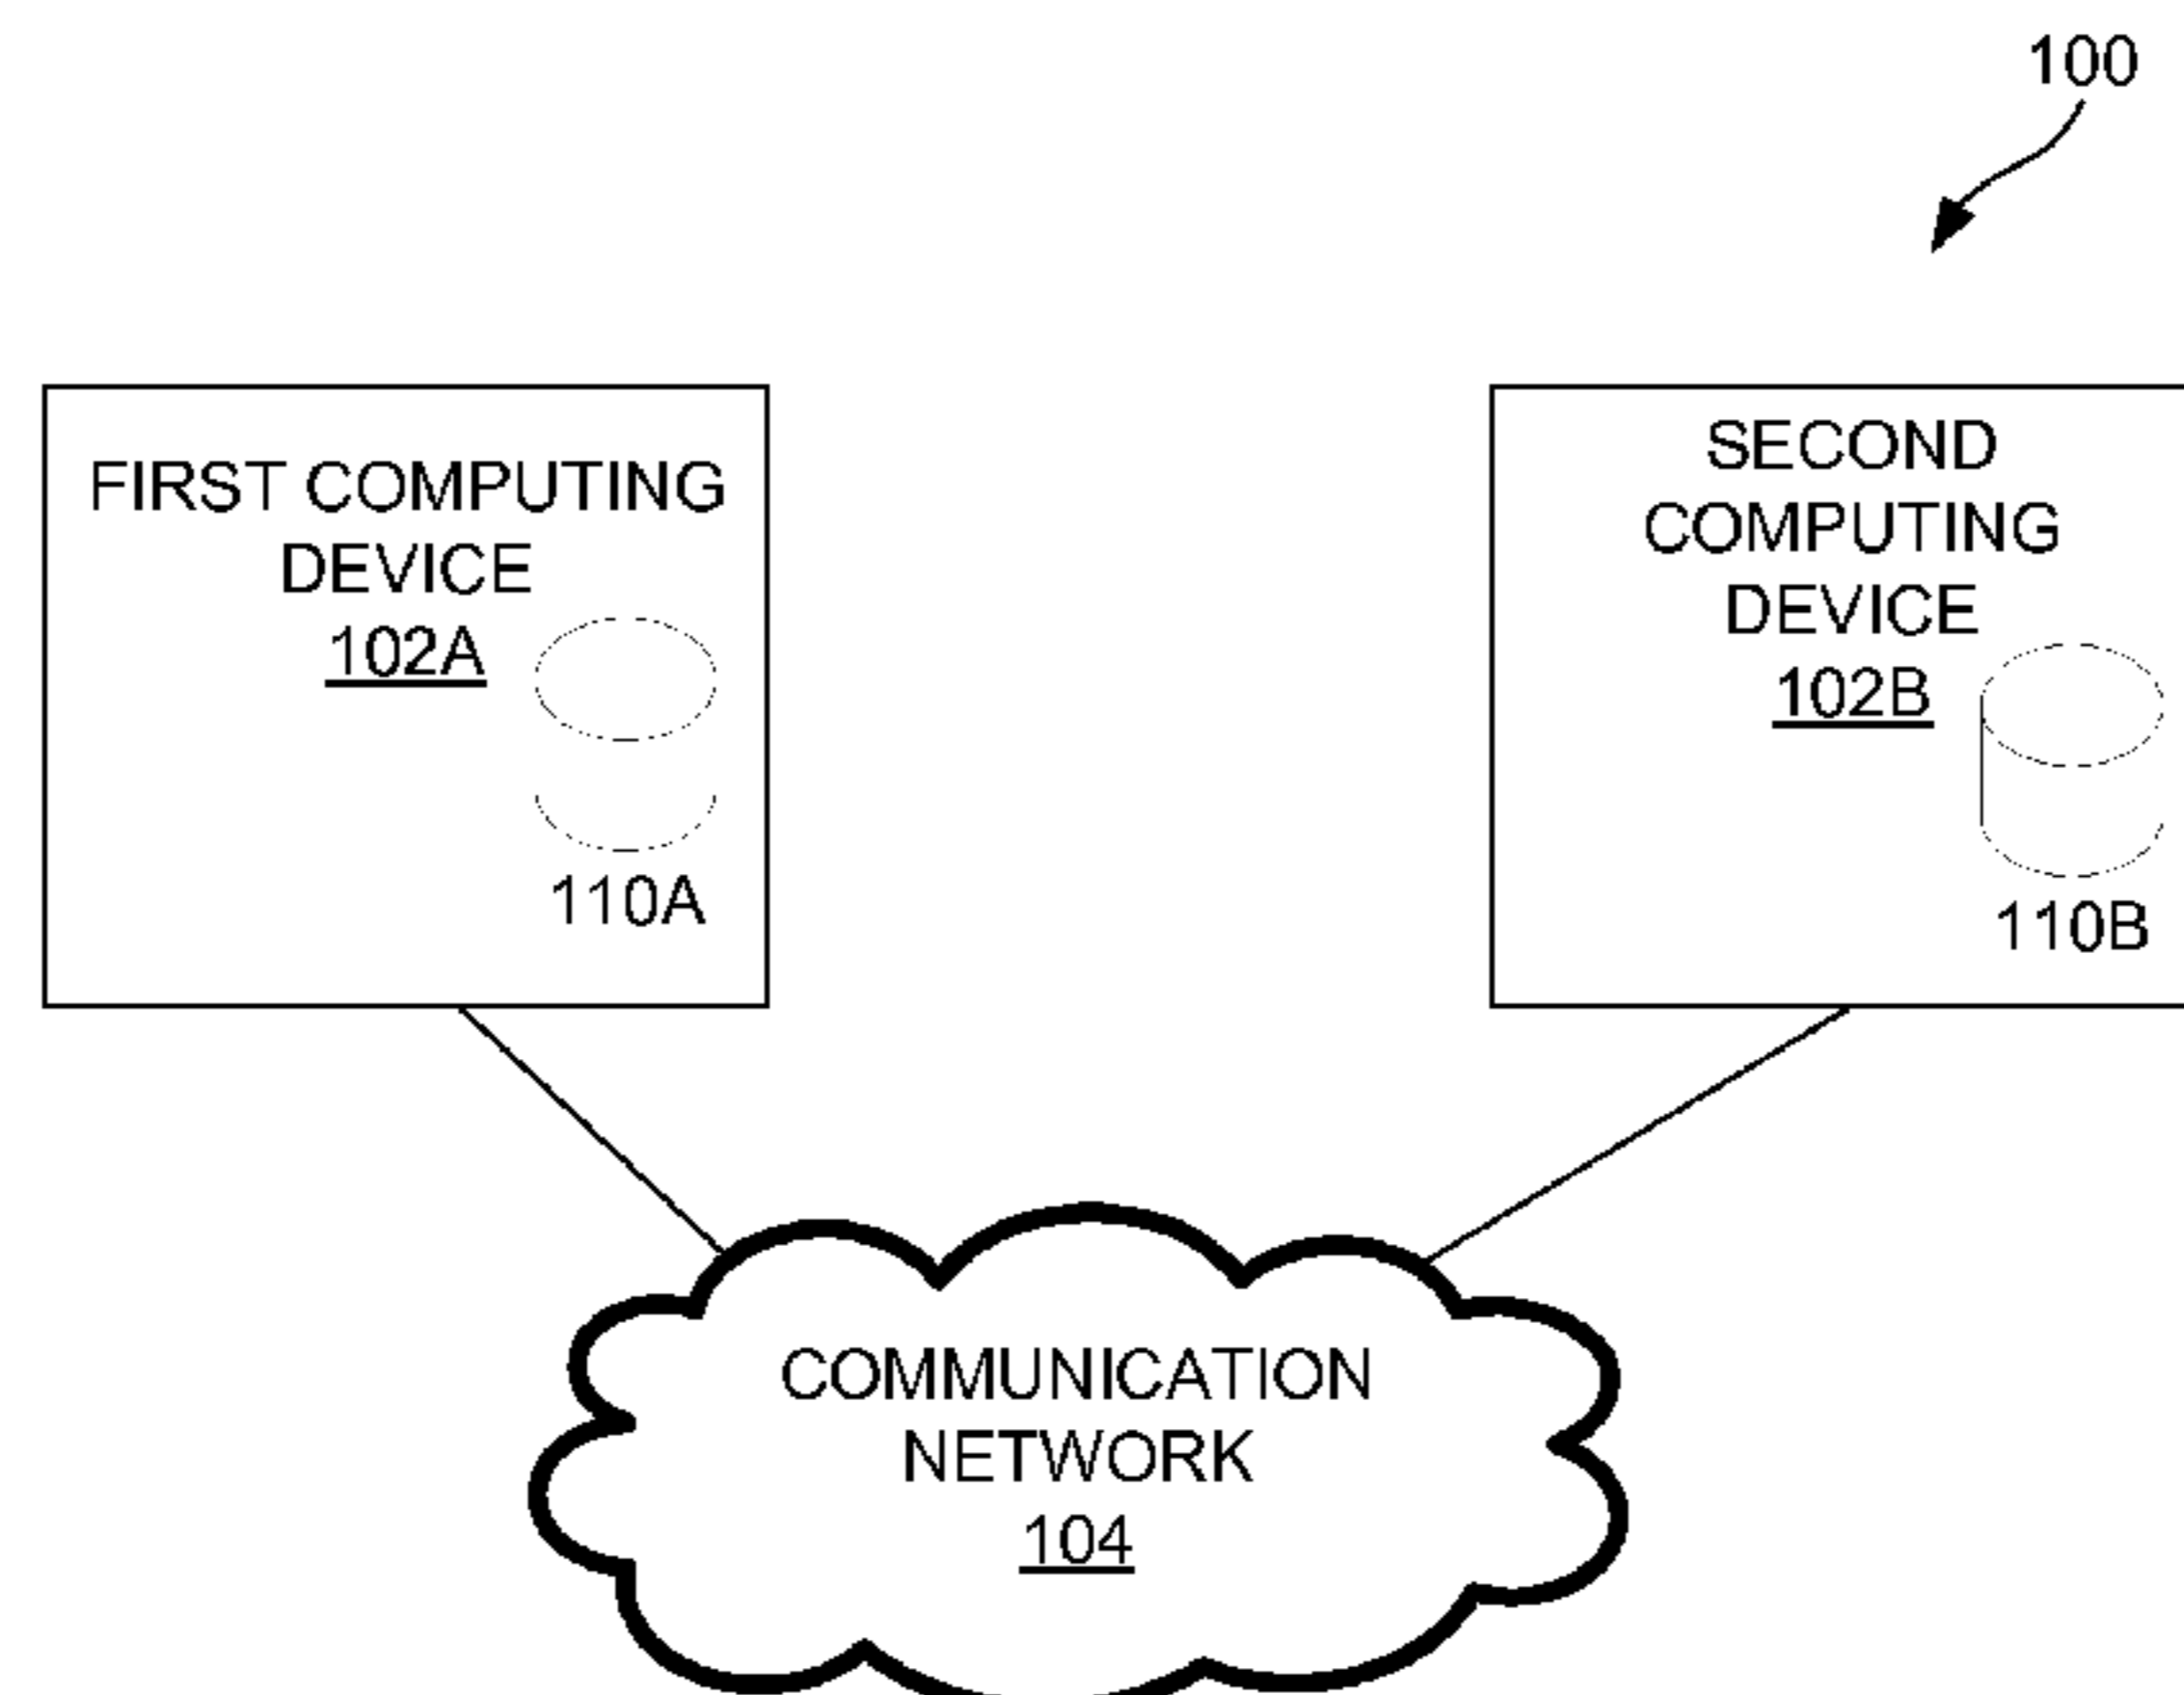 100
FIRST COMPUTING
DEVICE
102A
110A
SECOND
COMPUTING
DEVICE
102B
110B
COMMUNICATION
NETWORK
104